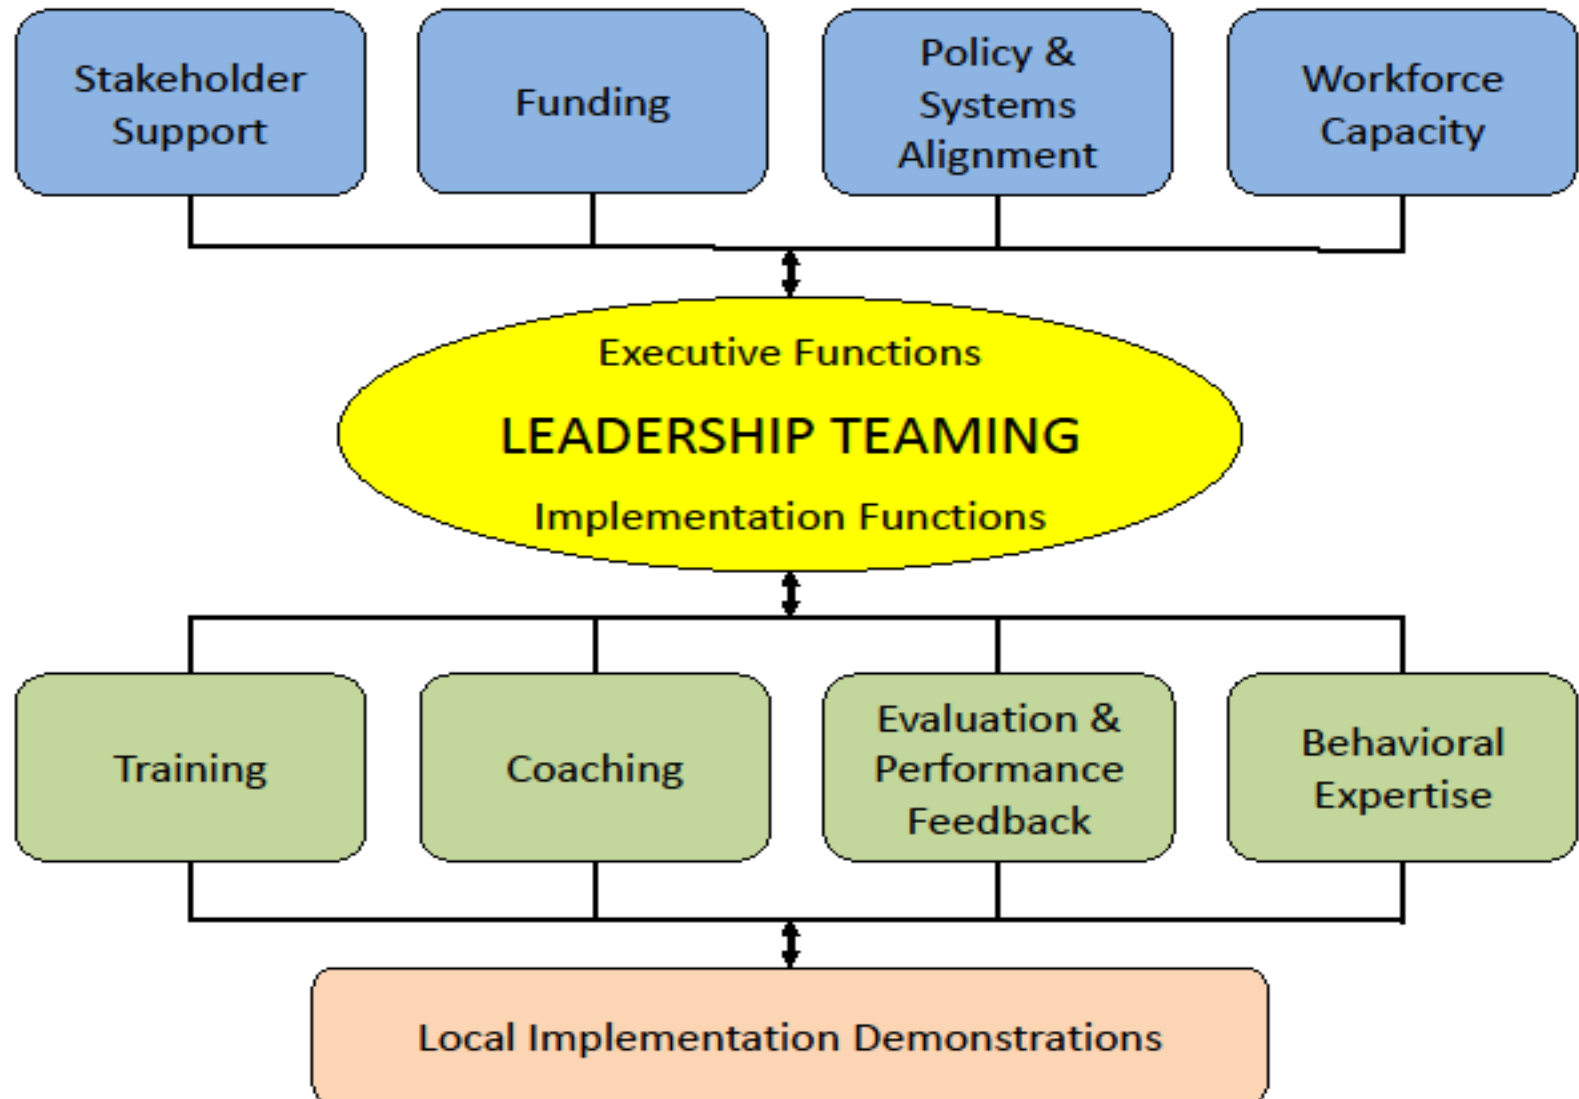 Stakeholder
Support
Funding
Policy &
Systems
Alignment
Workforce
Capacity
Executive Functions
LEADERSHIP TEAMING
Implementation Functions
Training
Coaching
Evaluation &
Performance
Feedback
Behavioral
Expertise
Local Implementation Demonstrations